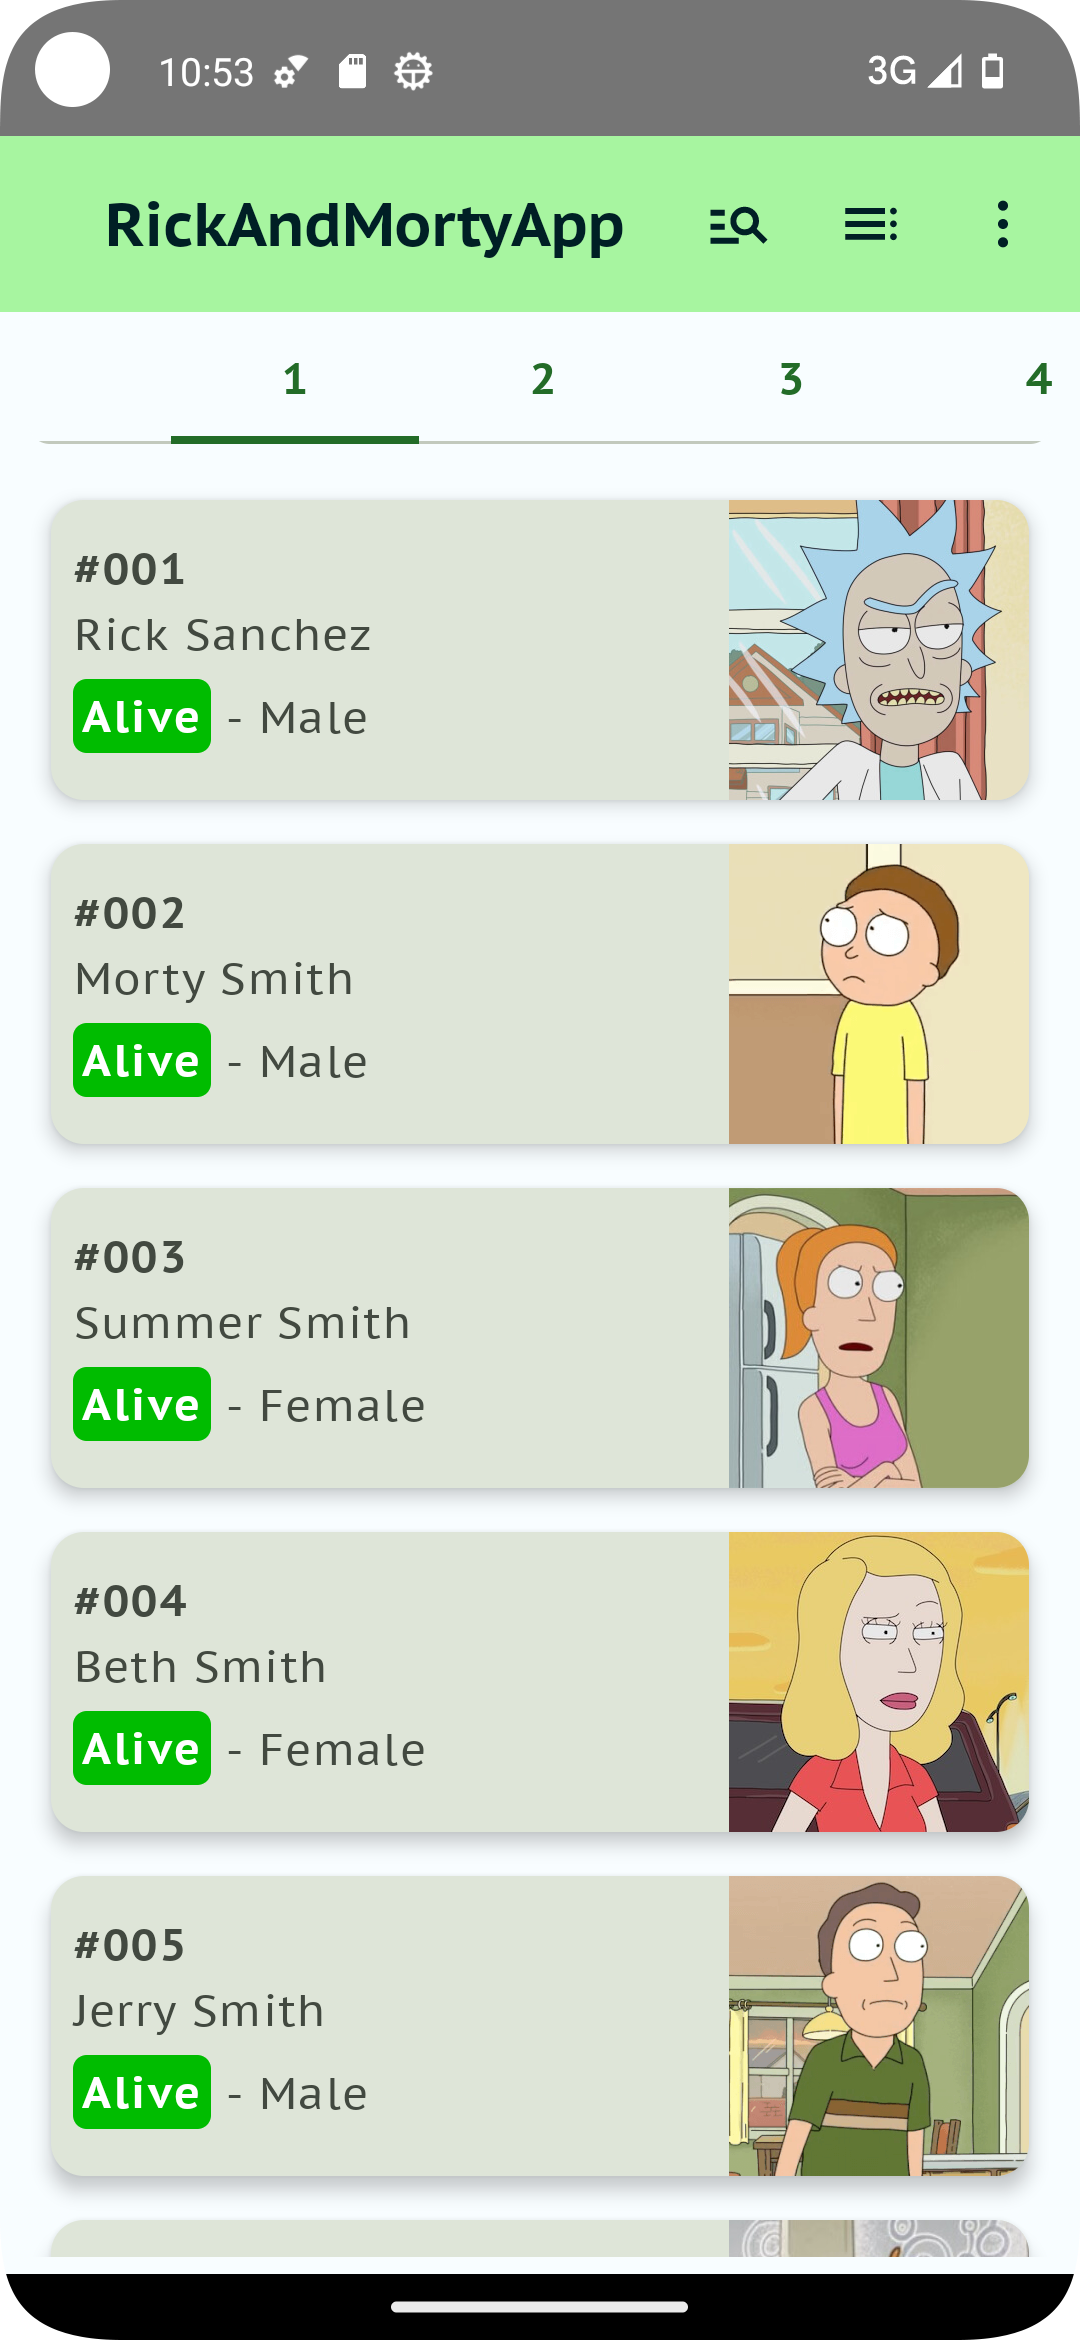 10:53
3G
RickAndMortyApp
1 2 3 4
#001
Rick Sanchez
Alive - Male
#002
Morty Smith
Alive - Male
#003
Summer Smith
Alive - Female
#004
Beth Smith
Alive - Female
#005
Jerry Smith
Alive - Male